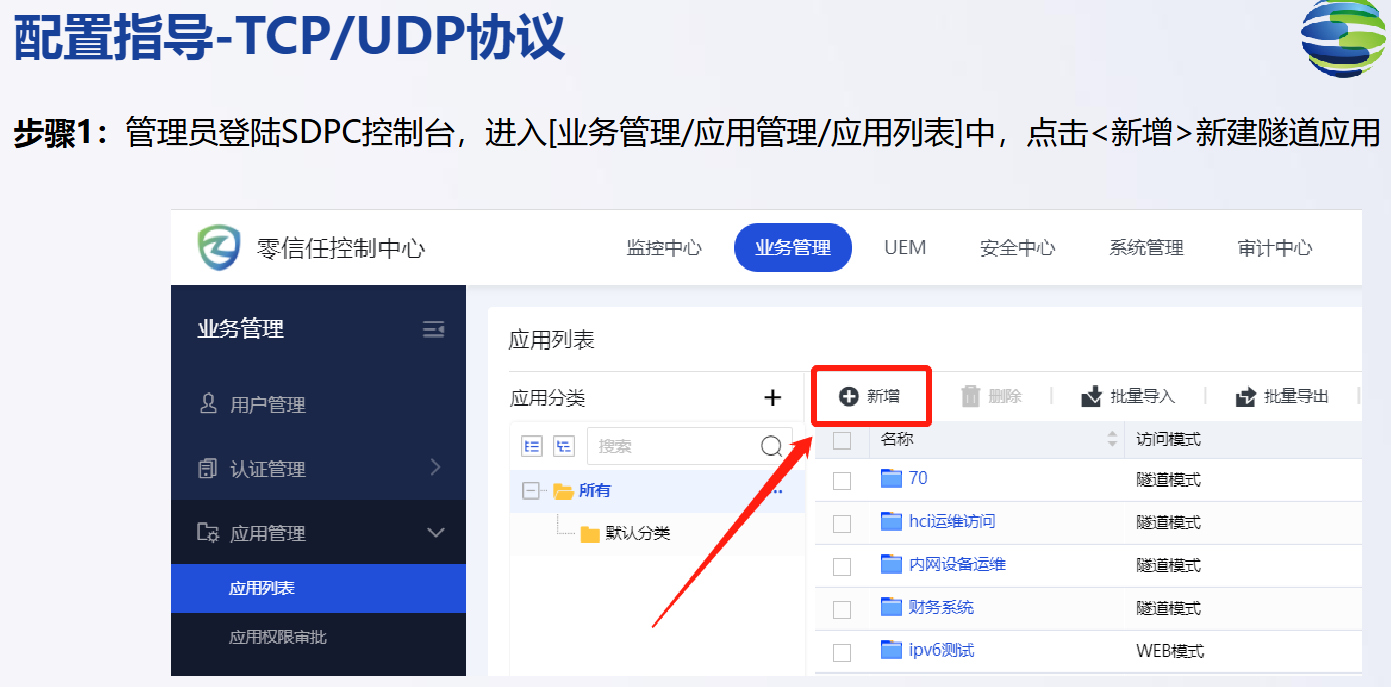 配置指导-TCP/UDP协议
步骤1：管理员登陆SDPC控制台，进入[业务管理/应用管理/应用列表]中，点击<新增>新建隧道应用
零信任控制中心
监控中心 业务管理 UEM 安全中心 系统管理 审计中心
业务管理
用户管理
认证管理
应用管理
应用列表
应用权限审批
应用列表
应用分类
搜索
所有
默认分类
新增 删除 批量导入 批量导出
名称 访问模式
70 隧道模式
hci运维访问 隧道模式
内网设备运维 隧道模式
财务系统 隧道模式
ipv6测试 WEB模式